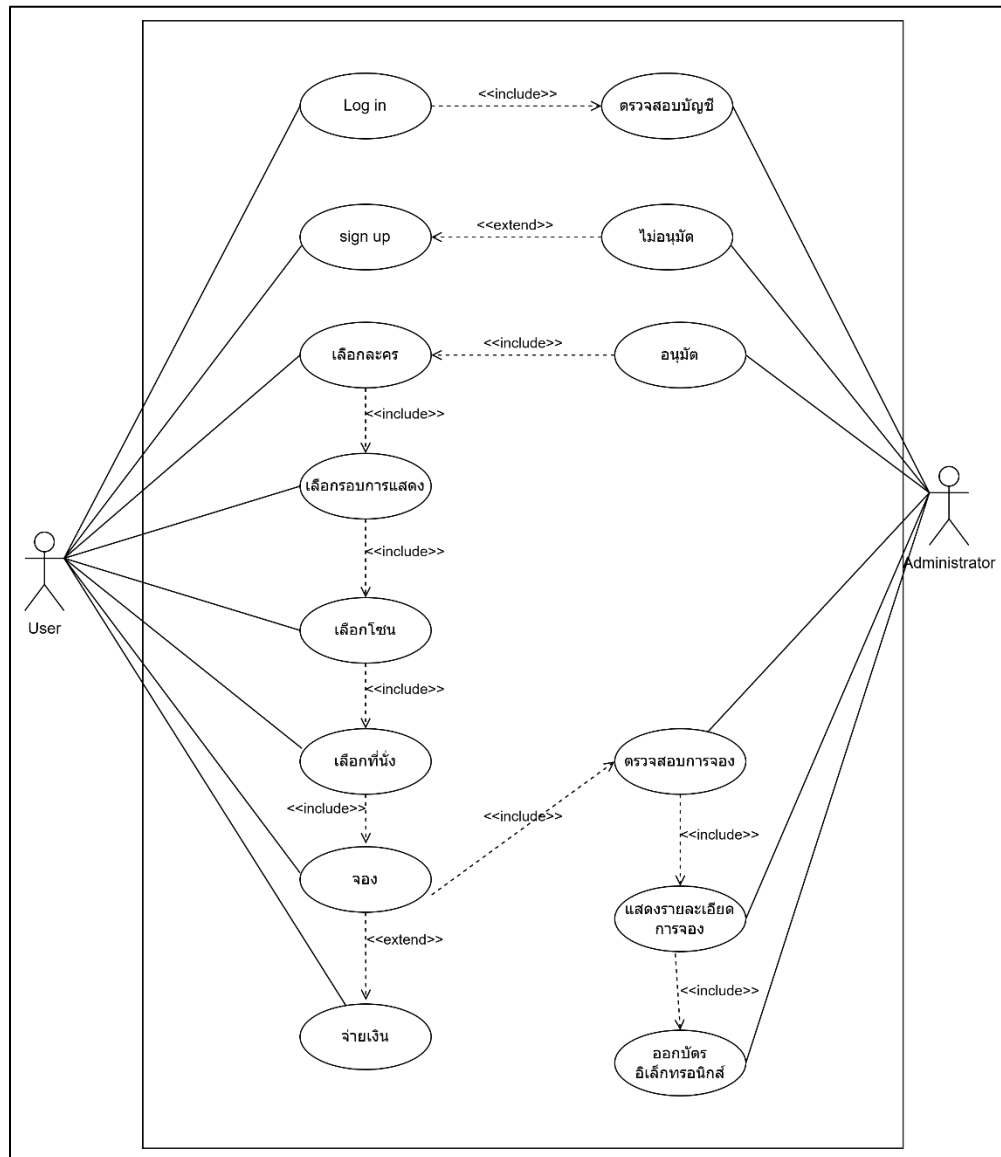 Log in
<<include>>
ตรวจสอบบัญชี
sign up
<<extend>>
ไม่อนุมัติ
เลือกละคร
<<include>>
อนุมัติ
<<include>>
เลือกรอบการแสดง
<<include>>
Administrator
User
เลือกโซน
<<include>>
เลือกที่นั่ง
ตรวจสอบการจอง
<<include>>
<<include>>
<<include>>
จอง
แสดงรายละเอียด
การจอง
<<extend>>
<<include>>
จ่ายเงิน
ออกบัตร
อิเล็กทรอนิกส์